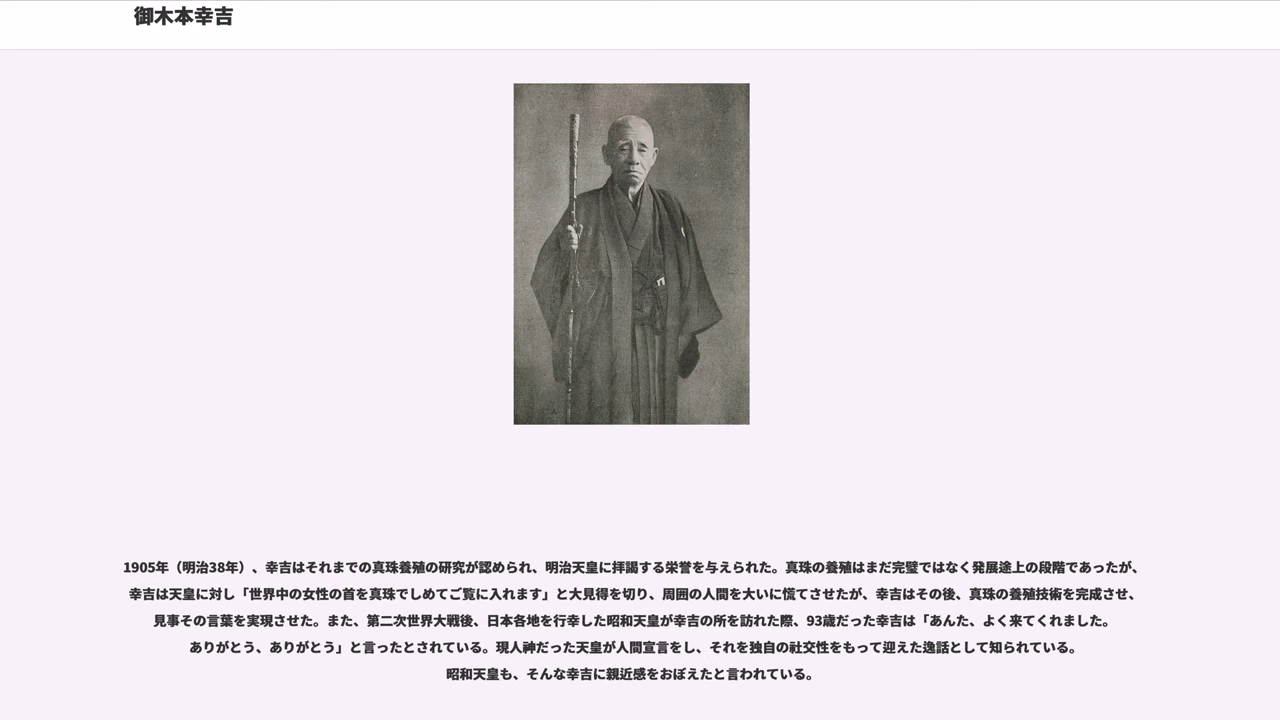 御木本幸吉
1905年（明治38年）、幸吉はそれまでの真珠養殖の研究が認められ、明治天皇に拝謁する栄誉を与えられた。真珠の養殖はまだ完璧ではなく発展途上の段階であったが、
幸吉は天皇に対し「世界中の女性の首を真珠でしめてご覧に入れます」と大見得を切り、周囲の人間を大いに慌てさせたが、幸吉はその後、真珠の養殖技術を完成させ、
見事その言葉を実現させた。また、第二次世界大戦後、日本各地を行幸した昭和天皇が幸吉の所を訪れた際、93歳だった幸吉は「あんた、よく来てくれました。
ありがとう、ありがとう」と言ったとされている。現人神だった天皇が人間宣言をし、それを独自の社交性をもって迎えた逸話として知られている。
昭和天皇も、そんな幸吉に親近感をおぼえたと言われている。